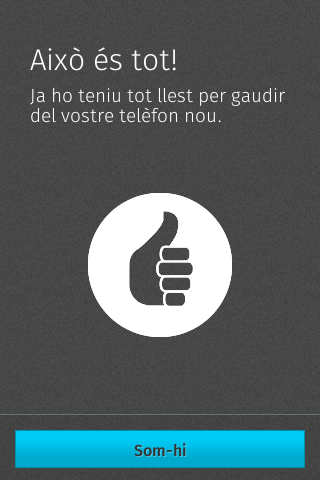 Això és tot!
Ja ho teniu tot llest per gaudir
del vostre telèfon nou.
Som-hi